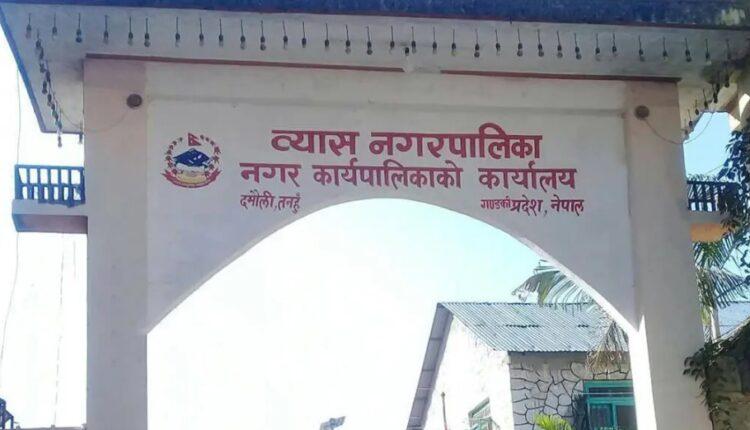 व्यास नगरपालिका
नगर कार्यपालिकाको कार्यालय
दमौली, तनहुँ
गण्डकी प्रदेश, नेपाल